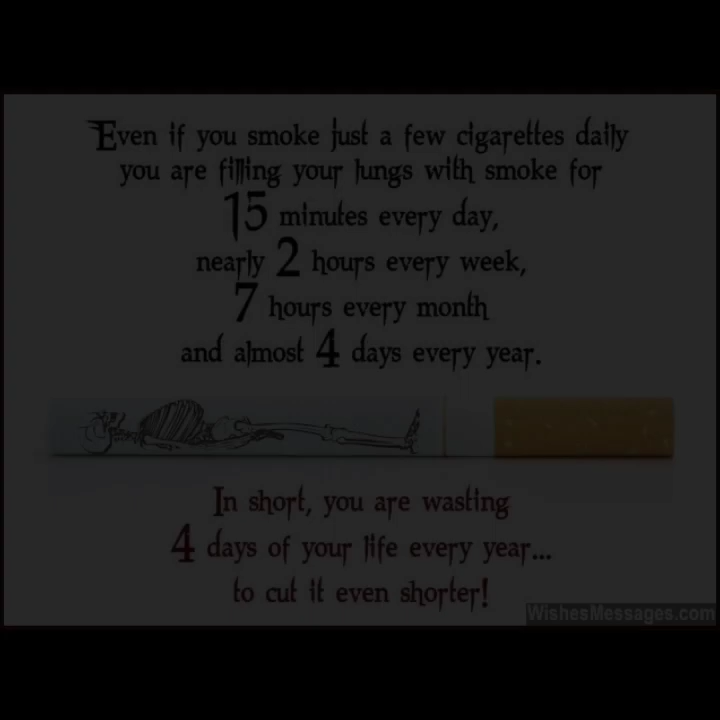 Even if you smoke just a few cigarettes daily
you are filling your lungs with smoke for
15 minutes every day,
nearly 2 hours every week,
7 hours every month
and almost 4 days every year.
In short, you are wasting
4 days of your life every year...
to cut it even shorter!
WishesMessages.com